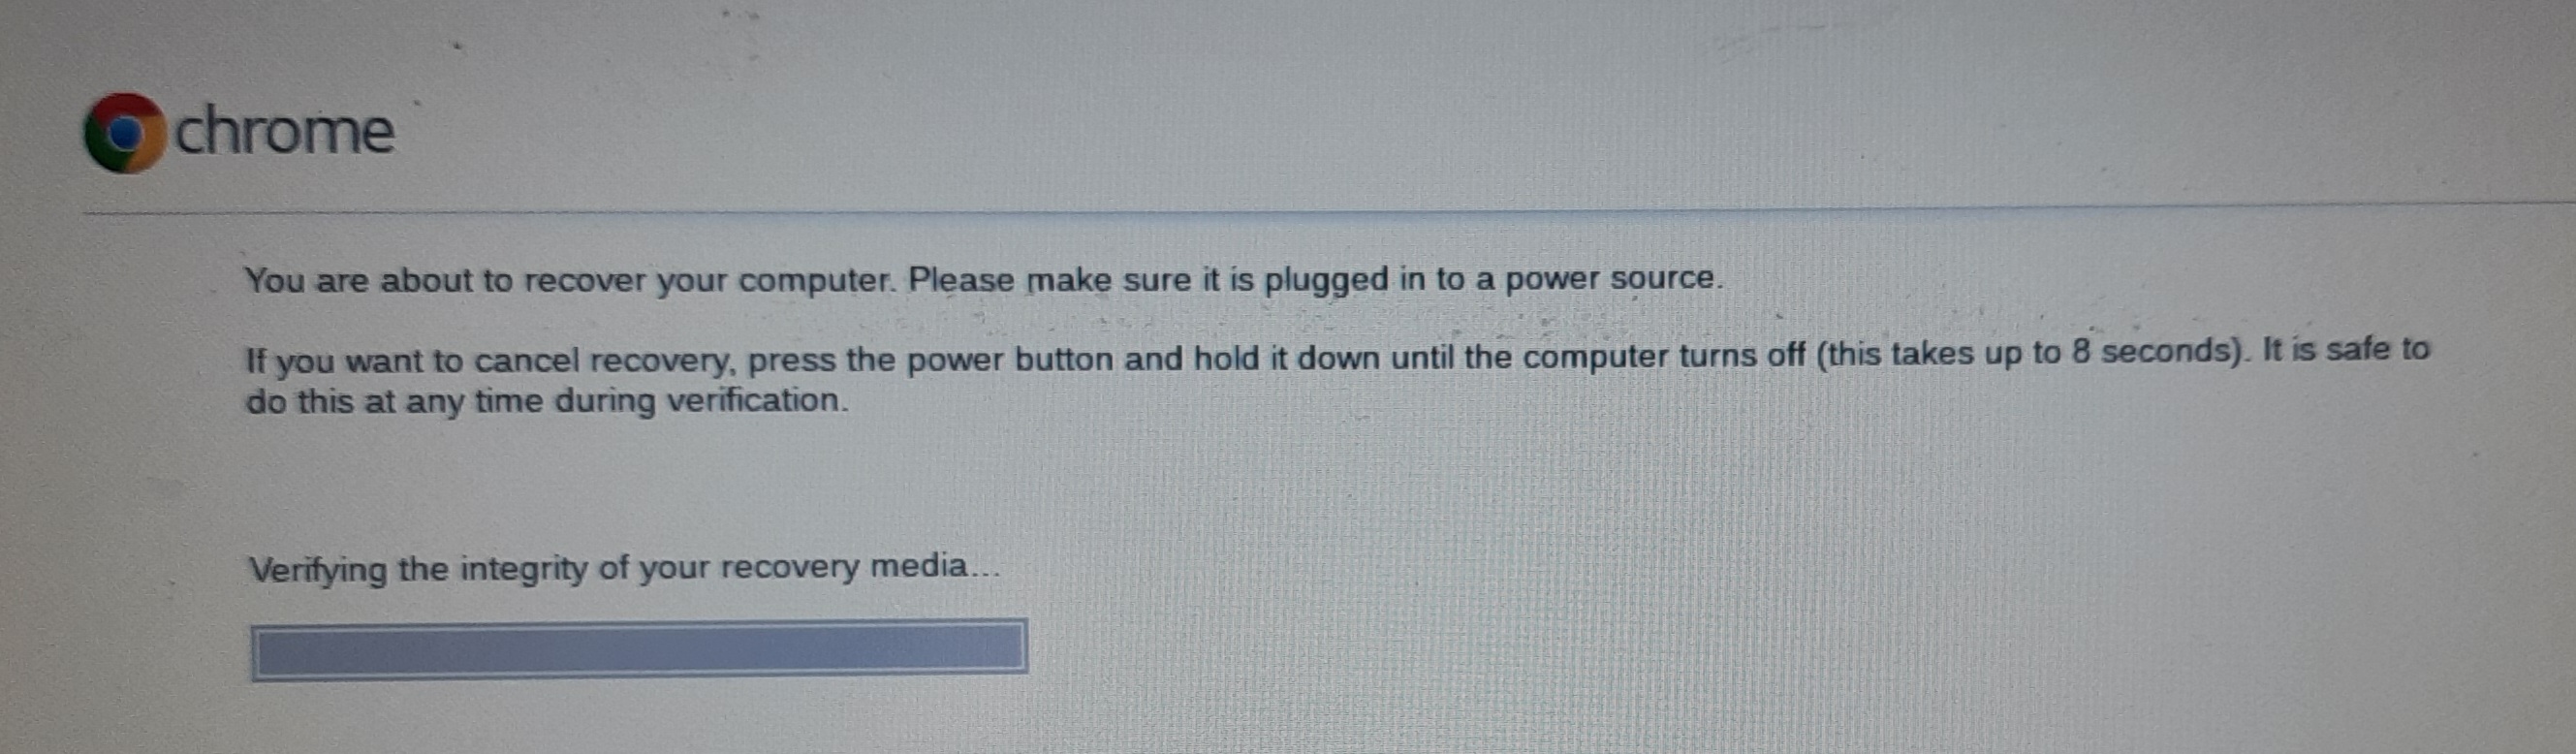 chrome
You are about to recover your computer. Please make sure it is plugged in to a power source.
If you want to cancel recovery, press the power button and hold it down until the computer turns off (this takes up to 8 seconds). It is safe to
do this at any time during verification.
Verifying the integrity of your recovery media...